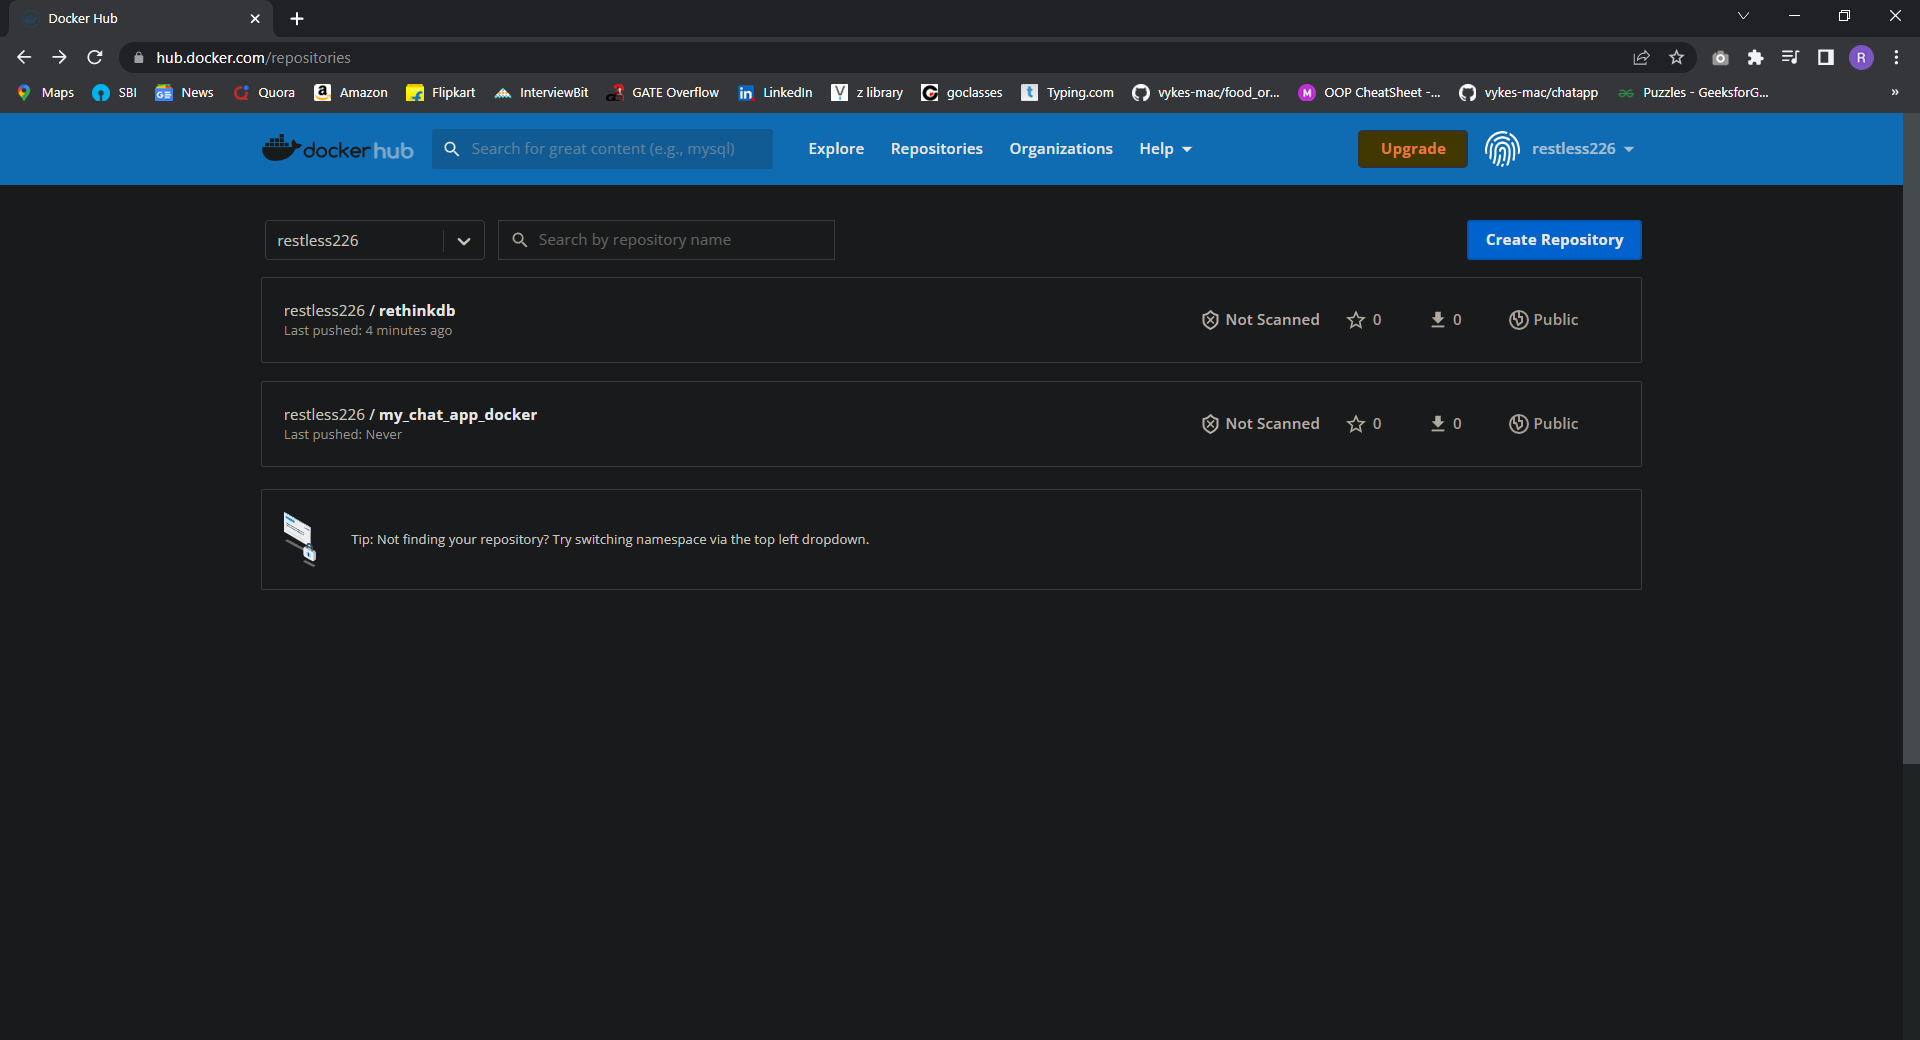 Docker Hub
hub.docker.com/repositories
R
Maps SBI News Quora Amazon Flipkart InterviewBit GATE Overflow LinkedIn z library goclasses Typing.com vykes-mac/food_or... OOP CheatSheet -... vykes-mac/chatapp Puzzles - GeeksforG... »
docker hub Search for great content (e.g., mysql) Explore Repositories Organizations Help Upgrade restless226
restless226 Search by repository name Create Repository
restless226 / rethinkdb
Last pushed: 4 minutes ago
Not Scanned 0 0 Public
restless226 / my_chat_app_docker
Last pushed: Never
Not Scanned 0 0 Public
Tip: Not finding your repository? Try switching namespace via the top left dropdown.